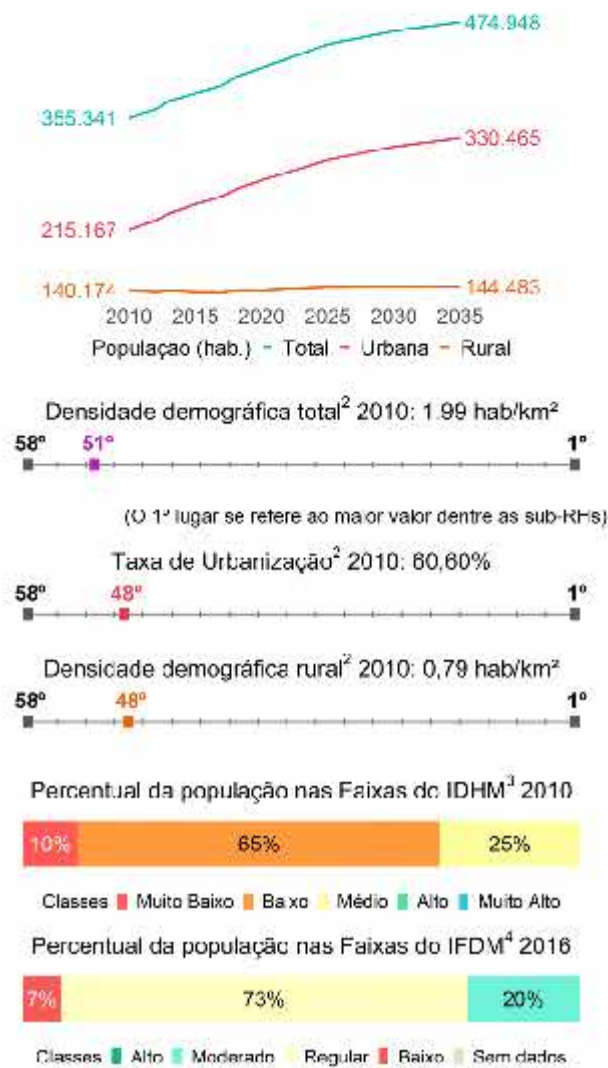 474.948
355.341
330.465
215.167
140.174
144.483
2010 2015 2020 2025 2030 2035
População (hab.) Total Urbana Rural
Densidade demográfica total² 2010: 1.99 hab/km²
58º 51º 1º
(O 1º lugar se refere ao maior valor dentre as sub-RHs)
Taxa de Urbanização² 2010: 60,60%
58º 48º 1º
Densidade demográfica rural² 2010: 0,79 hab/km²
58º 48º 1º
Percentual da população nas Faixas do IDHM³ 2010
10% 65% 25%
Classes Muito Baixo Baixo Médio Alto Muito Alto
Percentual da população nas Faixas do IFDM⁴ 2016
7% 73% 20%
Classes Alto Moderado Regular Baixo Sem dados